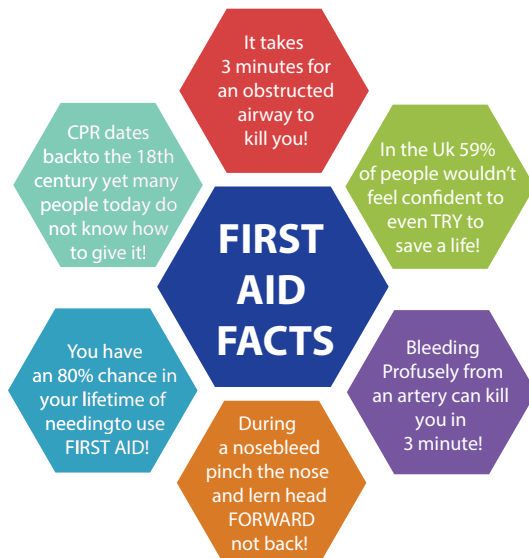 It takes
3 minutes for
an obstructed
airway to
kill you!
CPR dates
backto the 18th
century yet many
people today do
not know how
to give it!
In the Uk 59%
of people wouldn't
feel confident to
even TRY to
save a life!
FIRST
AID
FACTS
You have
an 80% chance in
your lifetime of
needingto use
FIRST AID!
Bleeding
Profusely from
an artery can kill
you in
3 minute!
During
a nosebleed
pinch the nose
and lern head
FORWARD
not back!